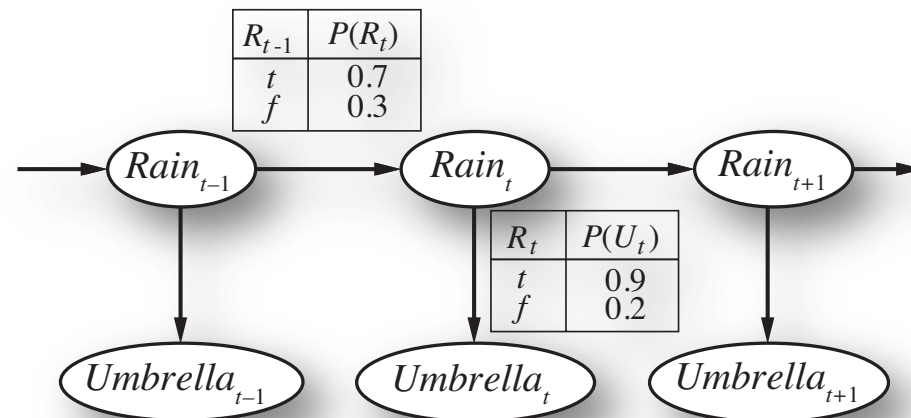 R_{t-1} P(R_t)
t 0.7
f 0.3
Rain_{t–1} Rain_t Rain_{t+1}
R_t P(U_t)
t 0.9
f 0.2
Umbrella_{t–1} Umbrella_t Umbrella_{t+1}